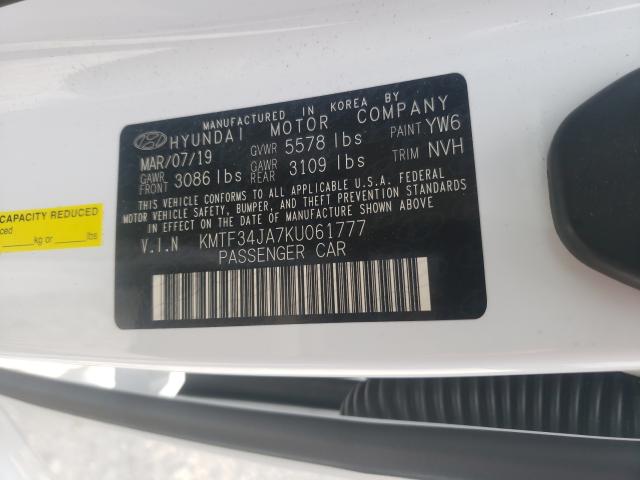 MANUFACTURED IN KOREA BY
HYUNDAI MOTOR COMPANY
MAR/07/19 GVWR 5578 lbs PAINT YW6
GAWR FRONT 3086 lbs GAWR REAR 3109 lbs TRIM NVH
THIS VEHICLE CONFORMS TO ALL APPLICABLE U.S.A. FEDERAL
MOTOR VEHICLE SAFETY, BUMPER, AND THEFT PREVENTION STANDARDS
IN EFFECT ON THE DATE OF MANUFACTURE SHOWN ABOVE.
V.I.N KMTF34JA7KU061777
PASSENGER CAR
CAPACITY REDUCED
kg or lbs